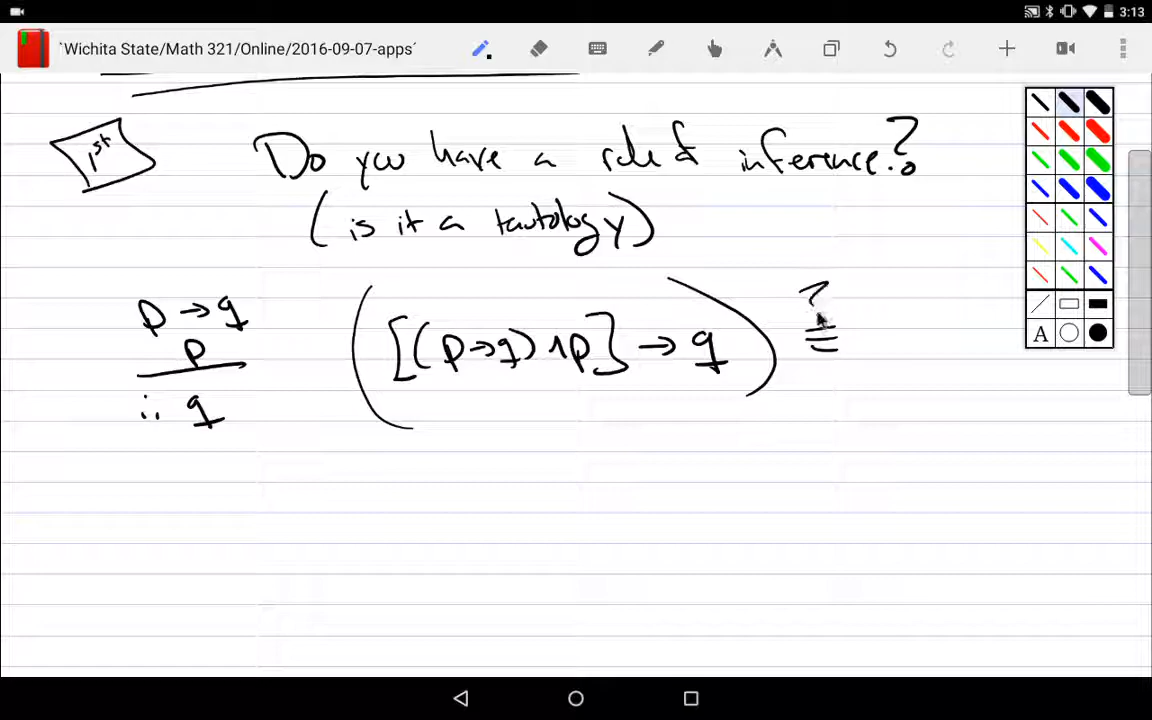 3:13
`Wichita State/Math 321/Online/2016-09-07-apps´
1st
Do you have a rule of inference?
(is it a tautology)
p → q
p
∴ q
([(p → q) ∧ p] → q) ≟
A